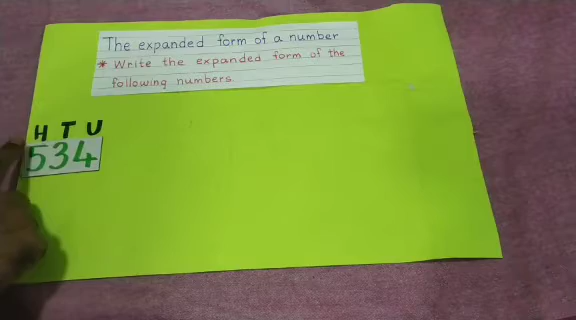 The expanded form of a number
* Write the expanded form of the
following numbers.
H T U
534